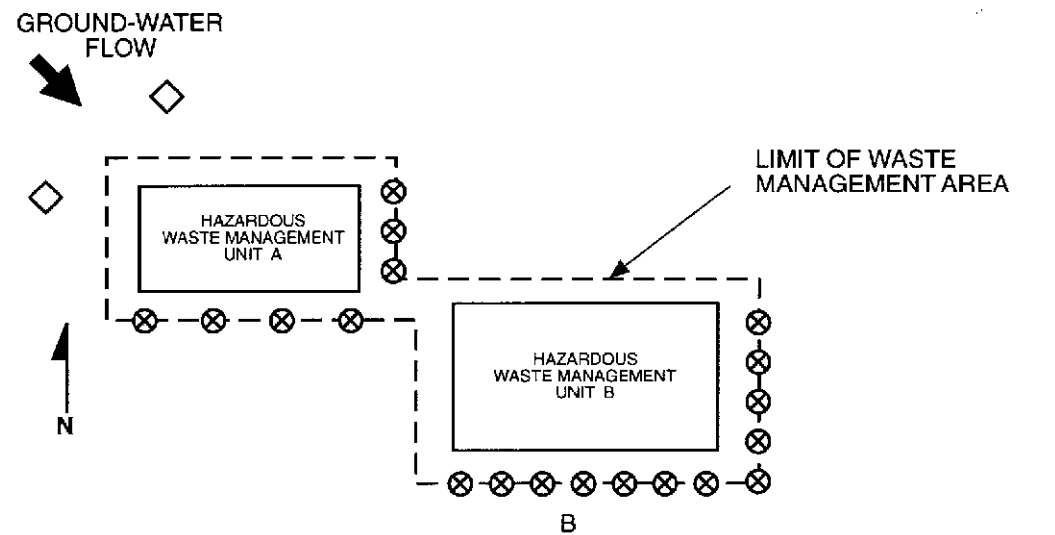 GROUND-WATER
FLOW
LIMIT OF WASTE
MANAGEMENT AREA
HAZARDOUS
WASTE MANAGEMENT
UNIT A
HAZARDOUS
WASTE MANAGEMENT
UNIT B
N
B